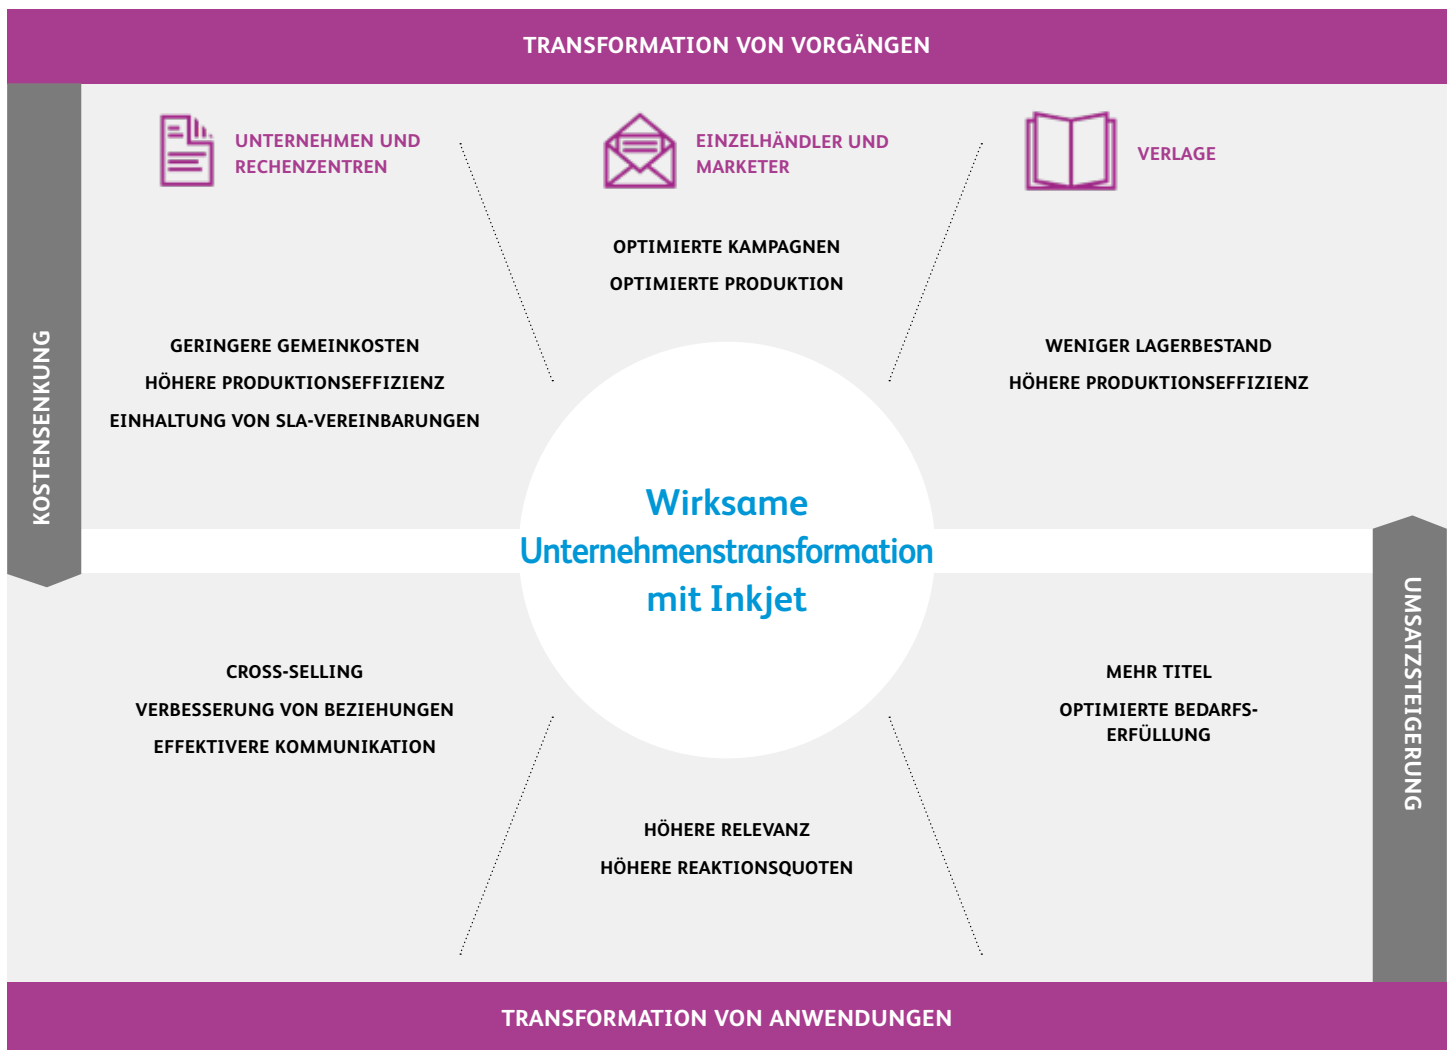 TRANSFORMATION VON VORGÄNGEN
UNTERNEHMEN UND
RECHENZENTREN
EINZELHÄNDLER UND
MARKETER
VERLAGE
OPTIMIERTE KAMPAGNEN
OPTIMIERTE PRODUKTION
GERINGERE GEMEINKOSTEN
HÖHERE PRODUKTIONSEFFIZIENZ
EINHALTUNG VON SLA-VEREINBARUNGEN
WENIGER LAGERBESTAND
HÖHERE PRODUKTIONSEFFIZIENZ
KOSTENSENKUNG
Wirksame
Unternehmenstransformation
mit Inkjet
UMSATZSTEIGERUNG
CROSS-SELLING
VERBESSERUNG VON BEZIEHUNGEN
EFFEKTIVERE KOMMUNIKATION
MEHR TITEL
OPTIMIERTE BEDARFS-
ERFÜLLUNG
HÖHERE RELEVANZ
HÖHERE REAKTIONSQUOTEN
TRANSFORMATION VON ANWENDUNGEN